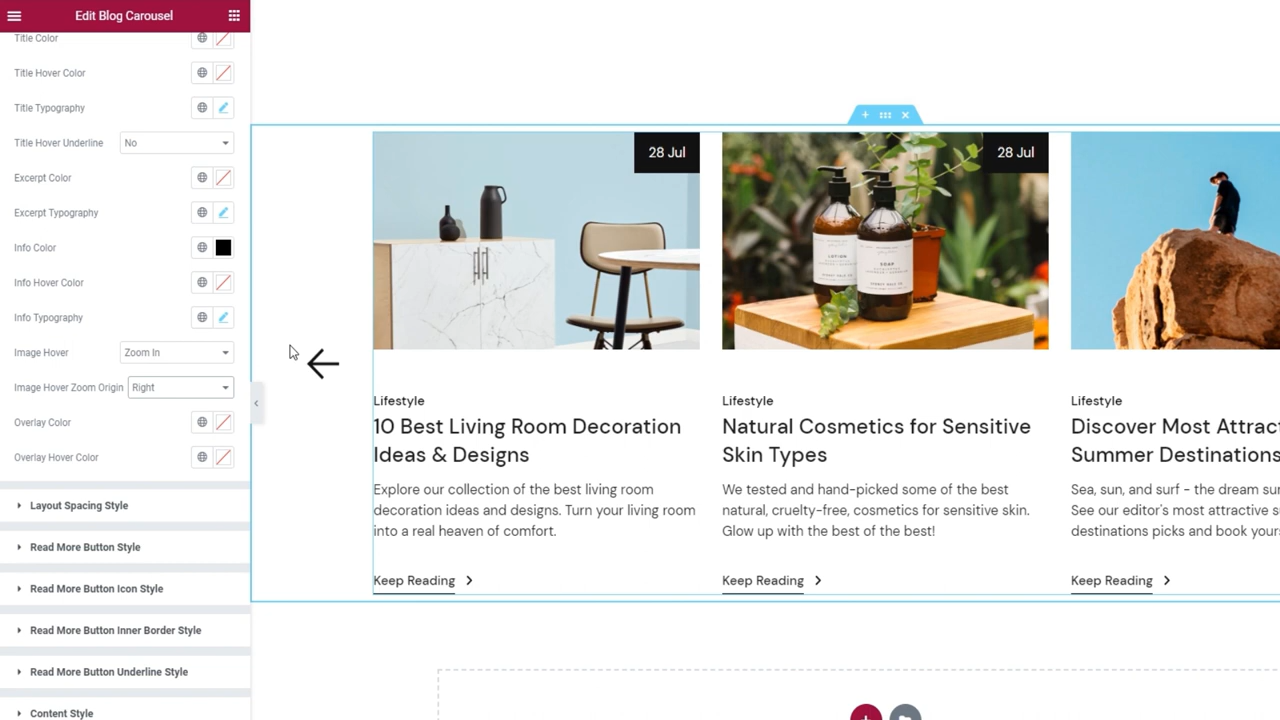 Edit Blog Carousel
Title Color
Title Hover Color
Title Typography
Title Hover Underline No
Excerpt Color
Excerpt Typography
Info Color
Info Hover Color
Info Typography
Image Hover Zoom In
Image Hover Zoom Origin Right
Overlay Color
Overlay Hover Color
Layout Spacing Style
Read More Button Style
Read More Button Icon Style
Read More Button Inner Border Style
Read More Button Underline Style
Content Style
28 Jul
Lifestyle
10 Best Living Room Decoration
Ideas & Designs
Explore our collection of the best living room
decoration ideas and designs. Turn your living room
into a real heaven of comfort.
Keep Reading
28 Jul
LOTION
SOAP
Lifestyle
Natural Cosmetics for Sensitive
Skin Types
We tested and hand-picked some of the best
natural, cruelty-free, cosmetics for sensitive skin.
Glow up with the best of the best!
Keep Reading
Lifestyle
Discover Most Attract
Summer Destinations
Sea, sun, and surf - the dream su
See our editor's most attractive s
destinations picks and book your
Keep Reading